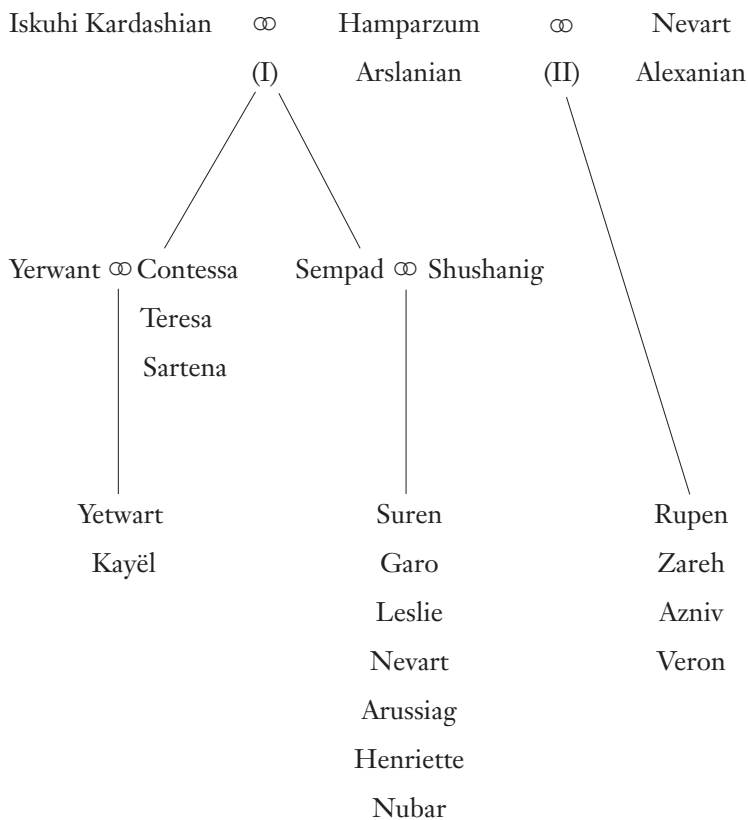 Iskuhi Kardashian ⚭ Hamparzum ⚭ Nevart
(I) Arslanian (II) Alexanian
Yerwant ⚭ Contessa Sempad ⚭ Shushanig
Teresa
Sartena
Yetwart Suren Rupen
Kayël Garo Zareh
Leslie Azniv
Nevart Veron
Arussiag
Henriette
Nubar